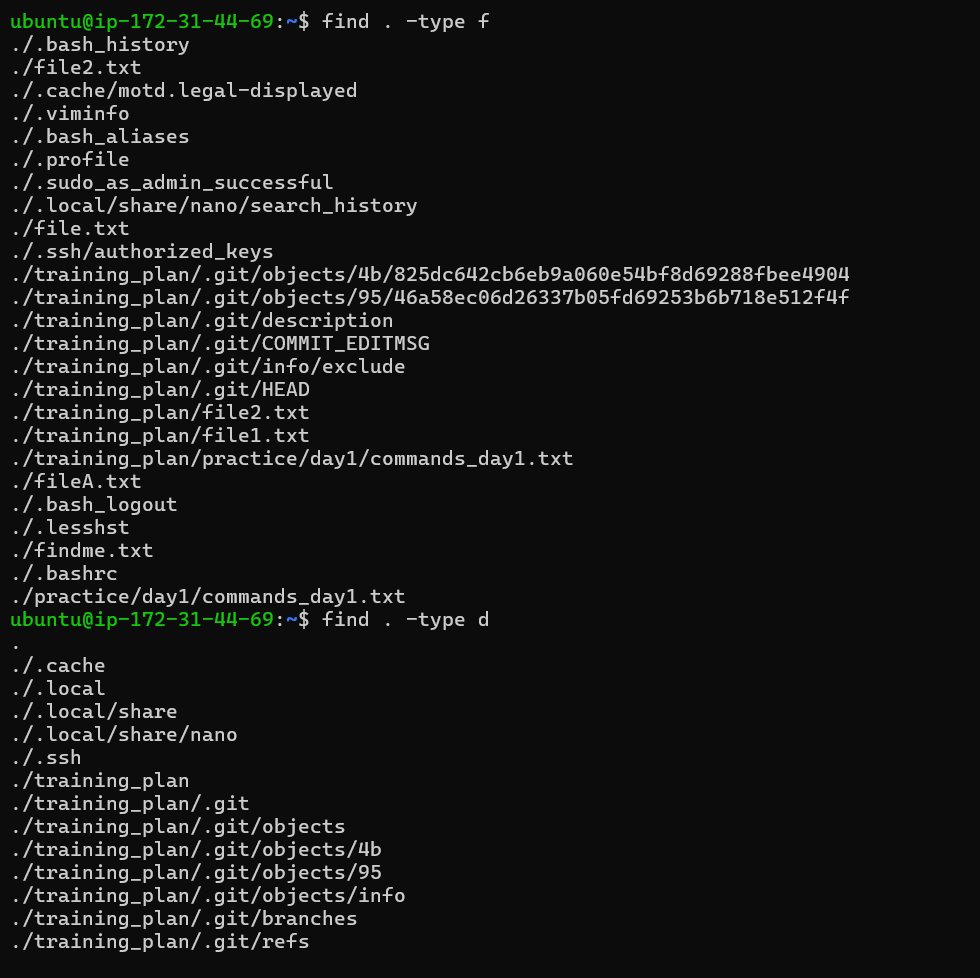 ubuntu@ip-172-31-44-69:~$ find . -type f
./.bash_history
./file2.txt
./.cache/motd.legal-displayed
./.viminfo
./.bash_aliases
./.profile
./.sudo_as_admin_successful
./.local/share/nano/search_history
./file.txt
./.ssh/authorized_keys
./training_plan/.git/objects/4b/825dc642cb6eb9a060e54bf8d69288fbee4904
./training_plan/.git/objects/95/46a58ec06d26337b05fd69253b6b718e512f4f
./training_plan/.git/description
./training_plan/.git/COMMIT_EDITMSG
./training_plan/.git/info/exclude
./training_plan/.git/HEAD
./training_plan/file2.txt
./training_plan/file1.txt
./training_plan/practice/day1/commands_day1.txt
./fileA.txt
./.bash_logout
./.lesshst
./findme.txt
./.bashrc
./practice/day1/commands_day1.txt
ubuntu@ip-172-31-44-69:~$ find . -type d
.
./.cache
./.local
./.local/share
./.local/share/nano
./.ssh
./training_plan
./training_plan/.git
./training_plan/.git/objects
./training_plan/.git/objects/4b
./training_plan/.git/objects/95
./training_plan/.git/objects/info
./training_plan/.git/branches
./training_plan/.git/refs